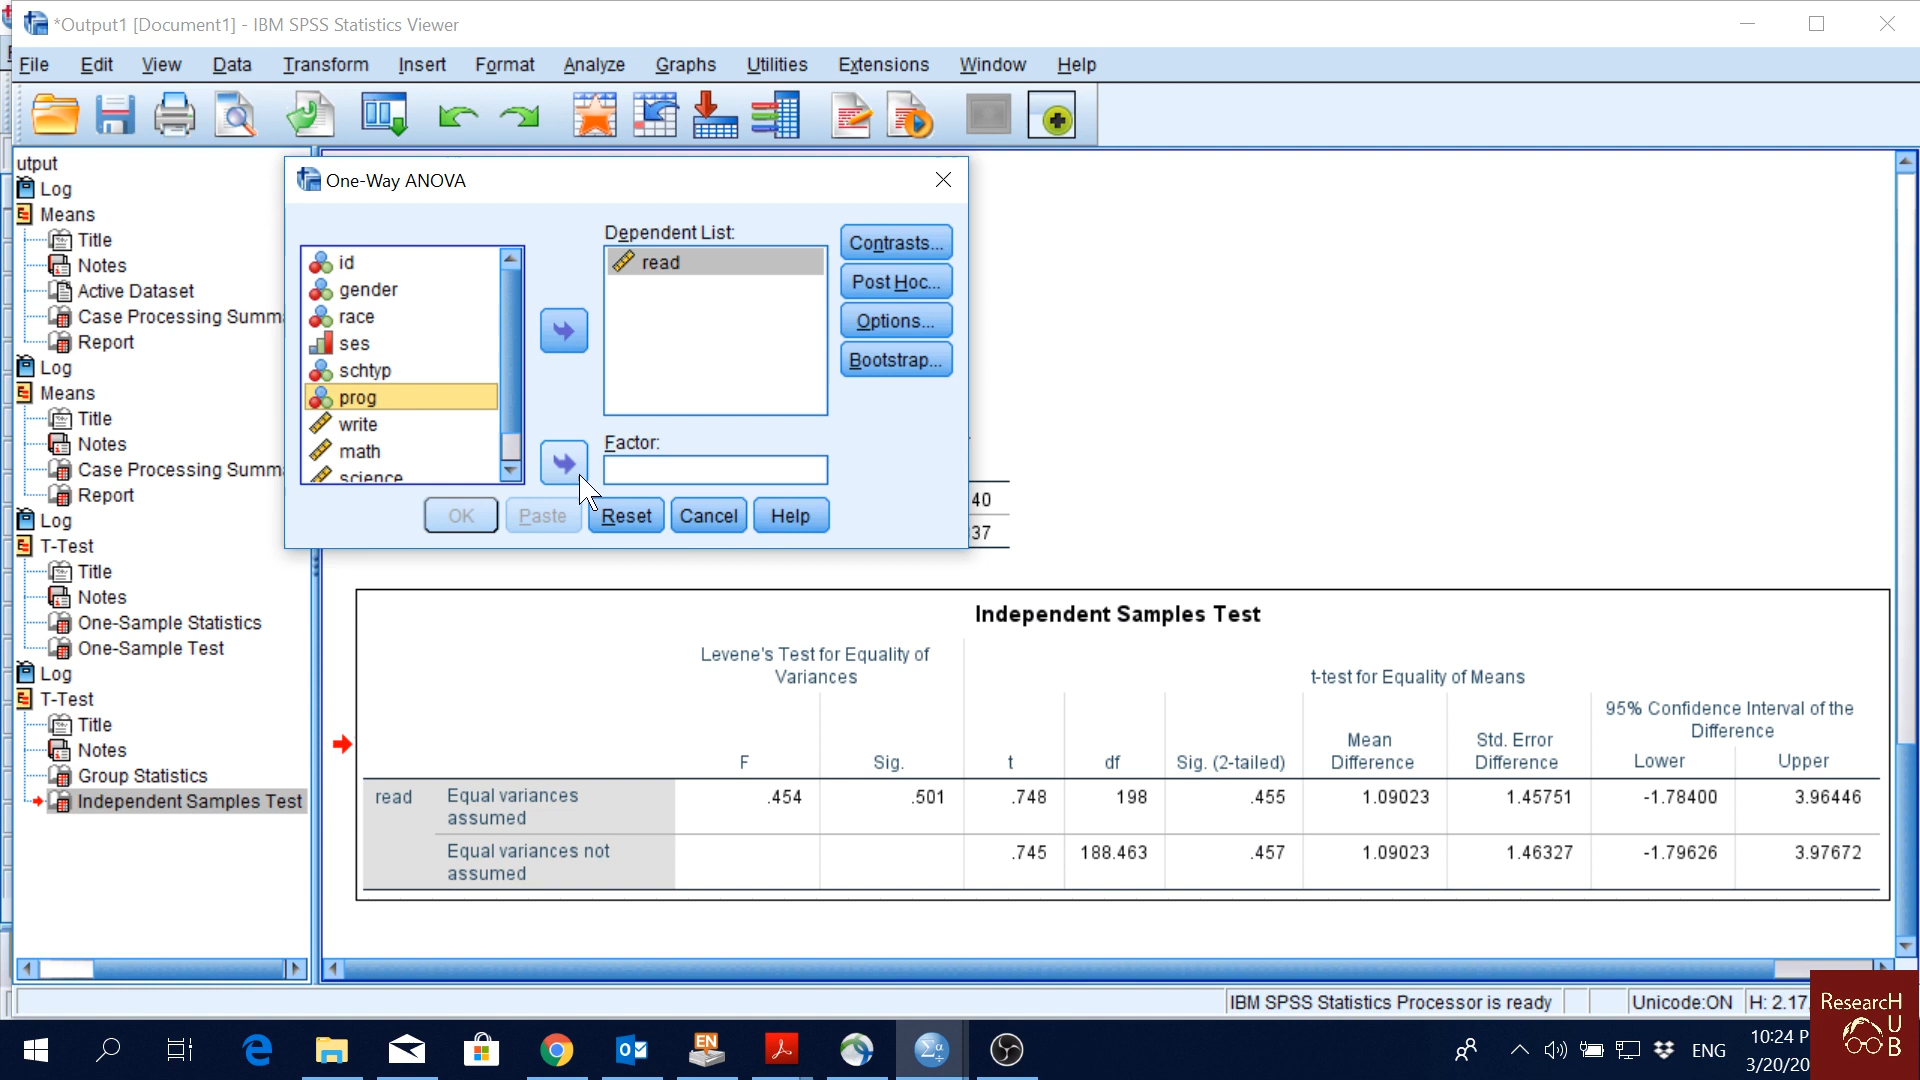 *Output1 [Document1] - IBM SPSS Statistics Viewer
File Edit View Data Transform Insert Format Analyze Graphs Utilities Extensions Window Help
utput
Log
Means
Title
Notes
Active Dataset
Case Processing Summ
Report
Log
Means
Title
Notes
Case Processing Summ
Report
Log
T-Test
Title
Notes
One-Sample Statistics
One-Sample Test
Log
T-Test
Title
Notes
Group Statistics
Independent Samples Test
One-Way ANOVA
id
gender
race
ses
schtyp
prog
write
math
science
Dependent List:
read
Factor:
Contrasts...
Post Hoc...
Options...
Bootstrap...
OK Paste Reset Cancel Help
40
37
Independent Samples Test
Levene's Test for Equality of Variances
t-test for Equality of Means
95% Confidence Interval of the Difference
F Sig. t df Sig. (2-tailed) Mean Difference Std. Error Difference Lower Upper
read Equal variances assumed .454 .501 .748 198 .455 1.09023 1.45751 -1.78400 3.96446
Equal variances not assumed .745 188.463 .457 1.09023 1.46327 -1.79626 3.97672
IBM SPSS Statistics Processor is ready Unicode:ON H: 2.17
EN
ENG
10:24 P
3/20/20
ResearcH
U
B